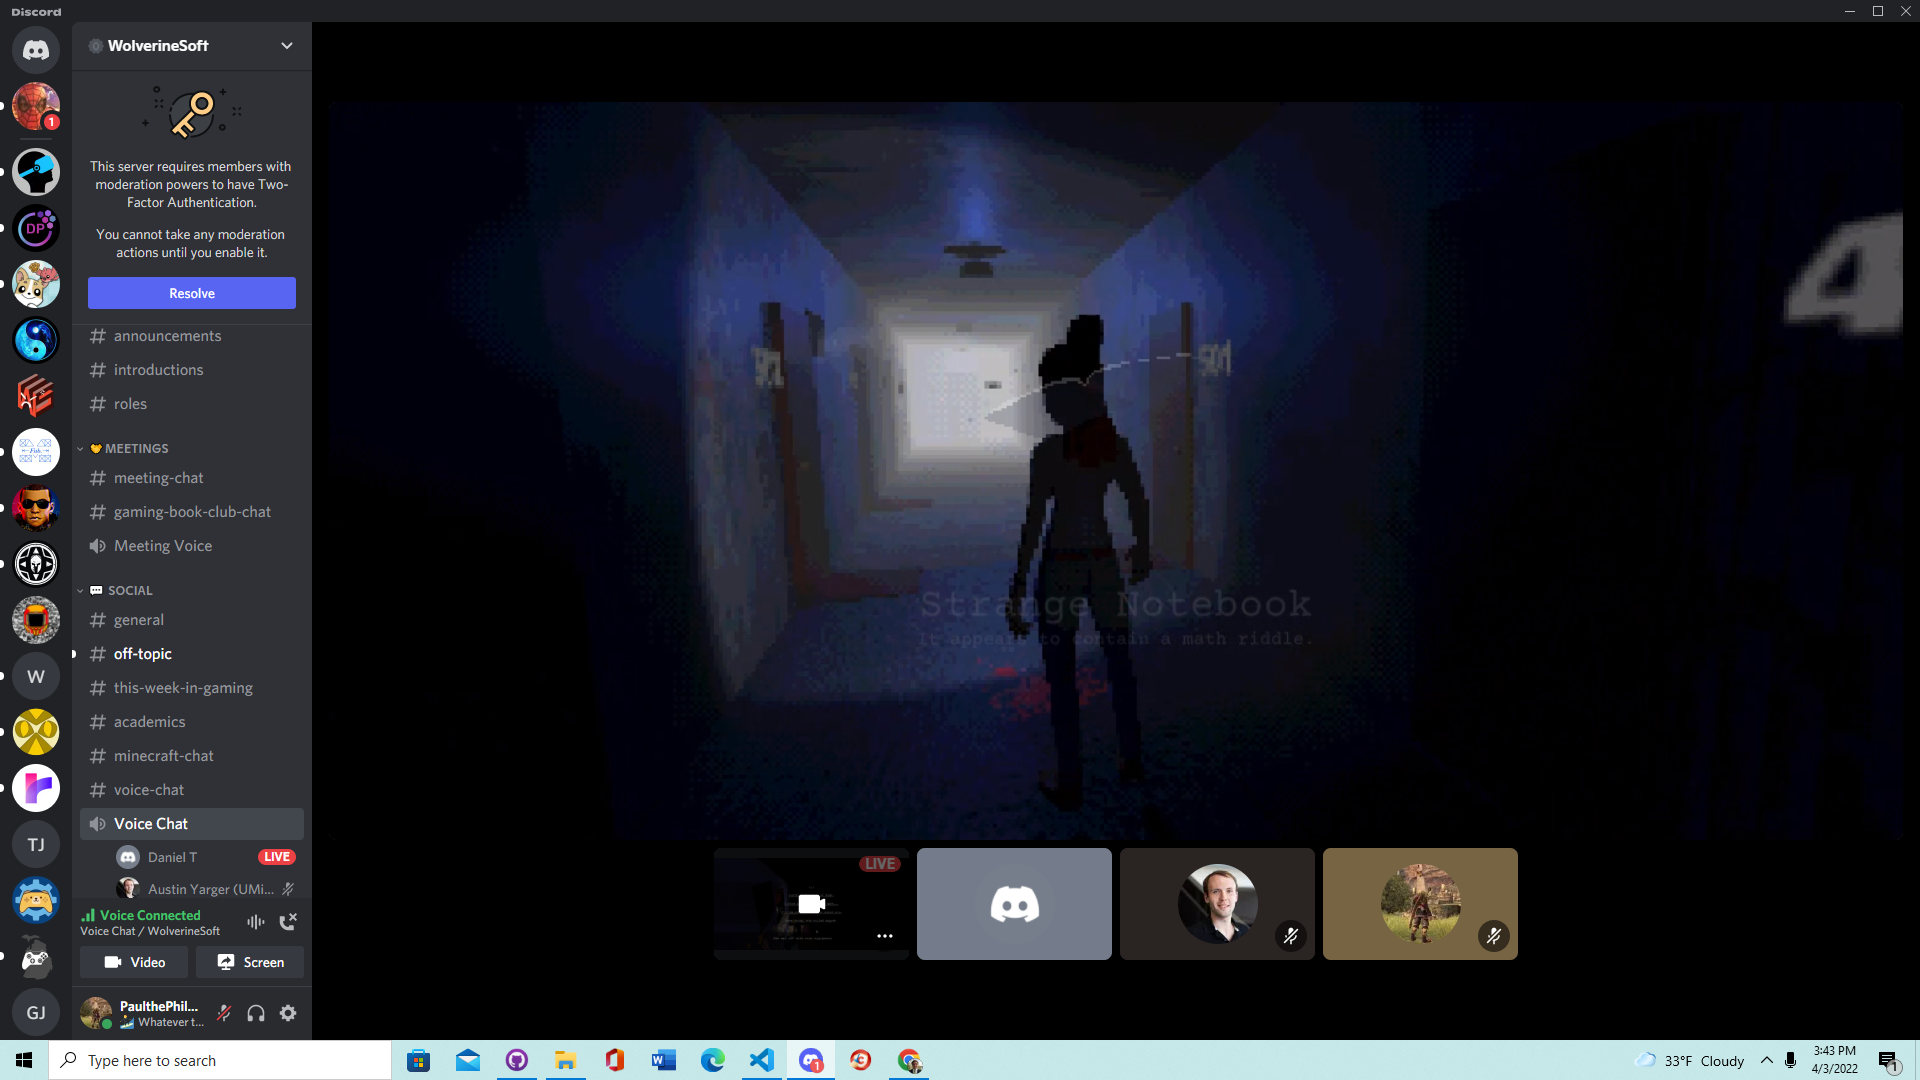 Discord
WolverineSoft
1
This server requires members with
moderation powers to have Two-
Factor Authentication.
You cannot take any moderation
actions until you enable it.
Resolve
announcements
introductions
roles
MEETINGS
meeting-chat
gaming-book-club-chat
Meeting Voice
SOCIAL
general
off-topic
this-week-in-gaming
academics
minecraft-chat
voice-chat
Voice Chat
Daniel T LIVE
Austin Yarger (UMi...
Voice Connected
Voice Chat / WolverineSoft
Video Screen
PaulthePhil...
Whatever t...
DP
W
TJ
GJ
4
Strange Notebook
It appears to contain a math riddle.
LIVE
Type here to search
1
33°F Cloudy
3:43 PM
4/3/2022
1